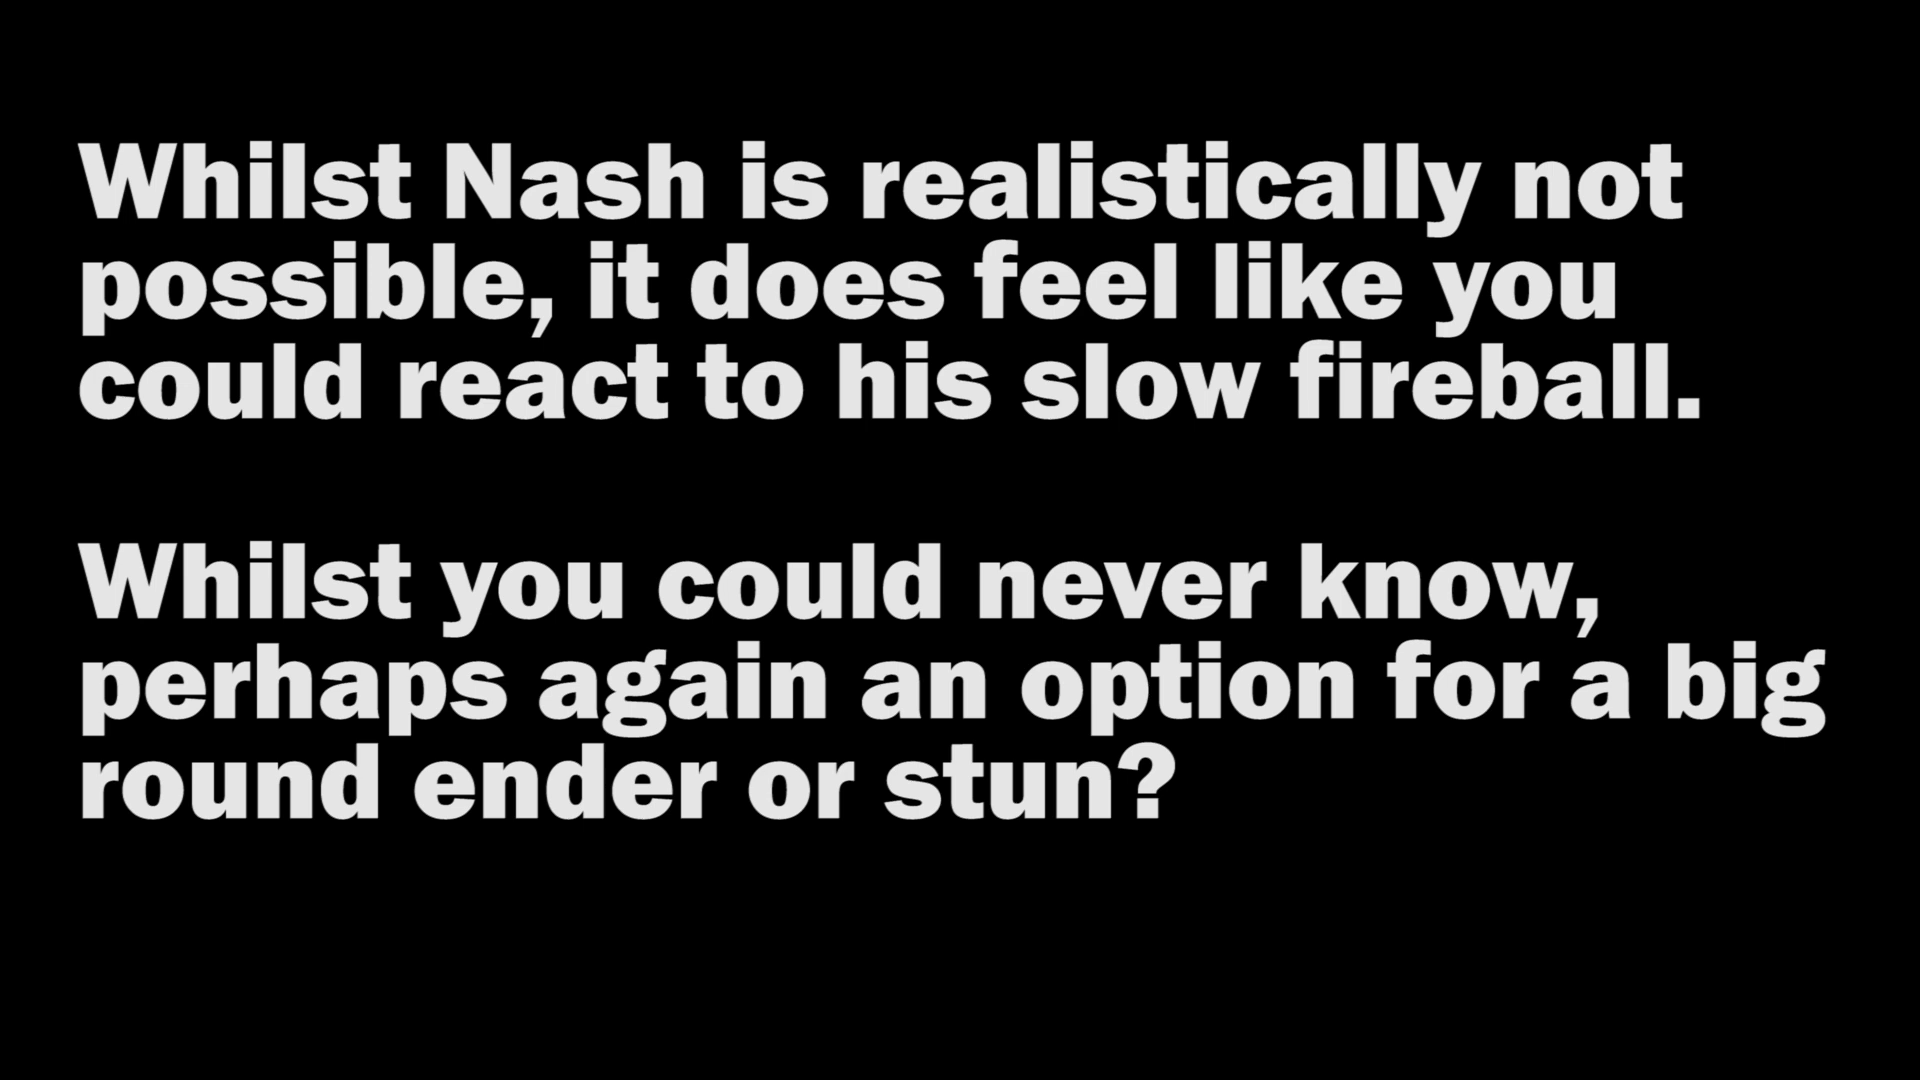 Whilst Nash is realistically not
possible, it does feel like you
could react to his slow fireball.
Whilst you could never know,
perhaps again an option for a big
round ender or stun?